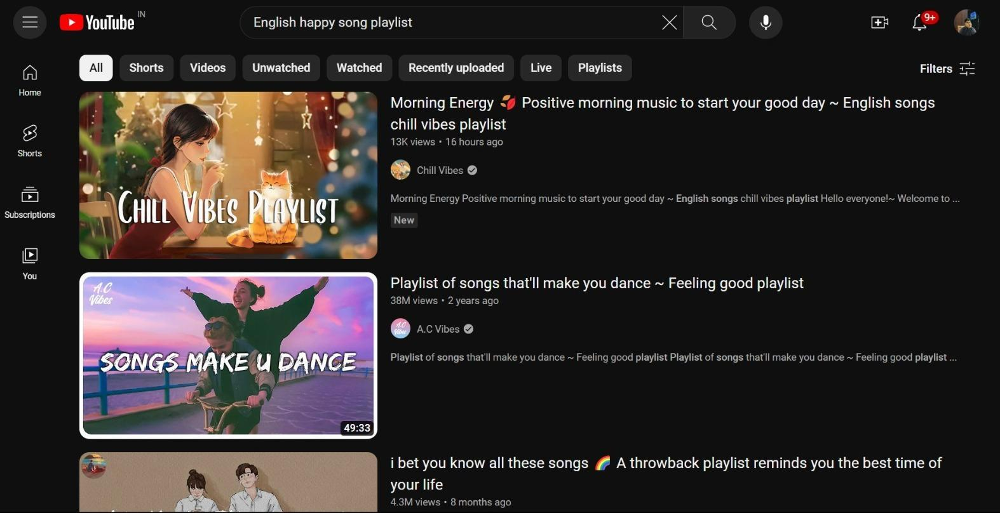 YouTube IN
English happy song playlist
9+
All
Shorts
Videos
Unwatched
Watched
Recently uploaded
Live
Playlists
Filters
Home
Shorts
Subscriptions
You
CHILL VIBES PLAYLIST
Morning Energy 🍂 Positive morning music to start your good day ~ English songs
chill vibes playlist
13K views • 16 hours ago
Chill Vibes
Morning Energy Positive morning music to start your good day ~ English songs chill vibes playlist Hello everyone!~ Welcome to ...
New
A.C
Vibes
SONGS MAKE U DANCE
49:33
Playlist of songs that'll make you dance ~ Feeling good playlist
38M views • 2 years ago
A.C
Vibes
A.C Vibes
Playlist of songs that'll make you dance ~ Feeling good playlist Playlist of songs that'll make you dance ~ Feeling good playlist ...
i bet you know all these songs 🌈 A throwback playlist reminds you the best time of
your life
4.3M views • 8 months ago